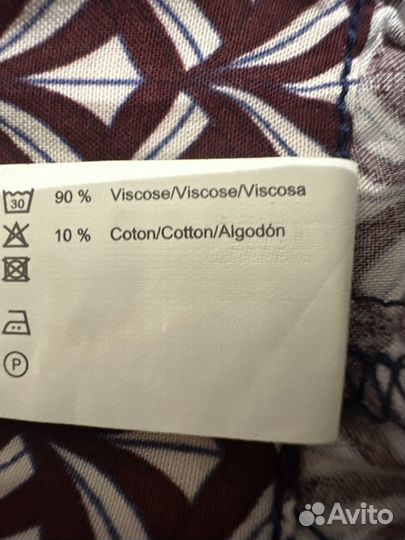 30 90 % Viscose/Viscose/Viscosa
10 % Coton/Cotton/Algodón
P
Avito